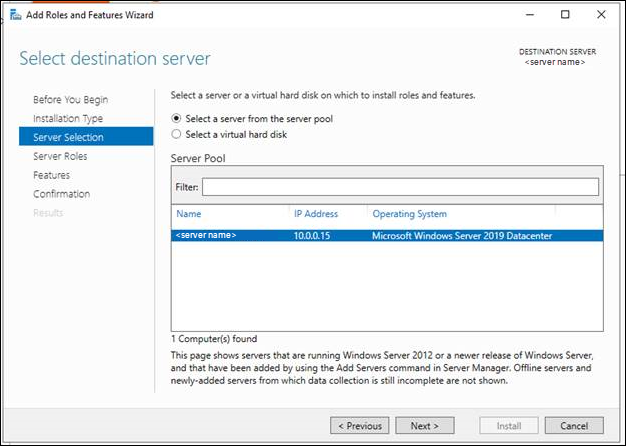 Add Roles and Features Wizard
Select destination server
DESTINATION SERVER
<server name>
Before You Begin
Installation Type
Server Selection
Server Roles
Features
Confirmation
Results
Select a server or a virtual hard disk on which to install roles and features.
Select a server from the server pool
Select a virtual hard disk
Server Pool
Filter:
Name IP Address Operating System
<server name> 10.0.0.15 Microsoft Windows Server 2019 Datacenter
1 Computer(s) found
This page shows servers that are running Windows Server 2012 or a newer release of Windows Server,
and that have been added by using the Add Servers command in Server Manager. Offline servers and
newly-added servers from which data collection is still incomplete are not shown.
< Previous Next > Install Cancel